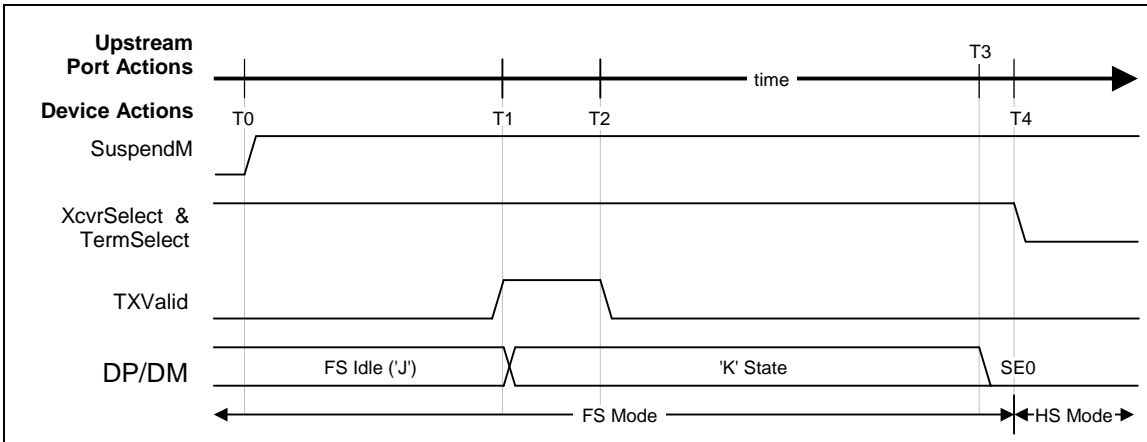 Upstream
Port Actions
T3
time
Device Actions
T0
T1
T2
T4
SuspendM
XcvrSelect &
TermSelect
TXValid
DP/DM
FS Idle ('J')
'K' State
SE0
FS Mode
HS Mode